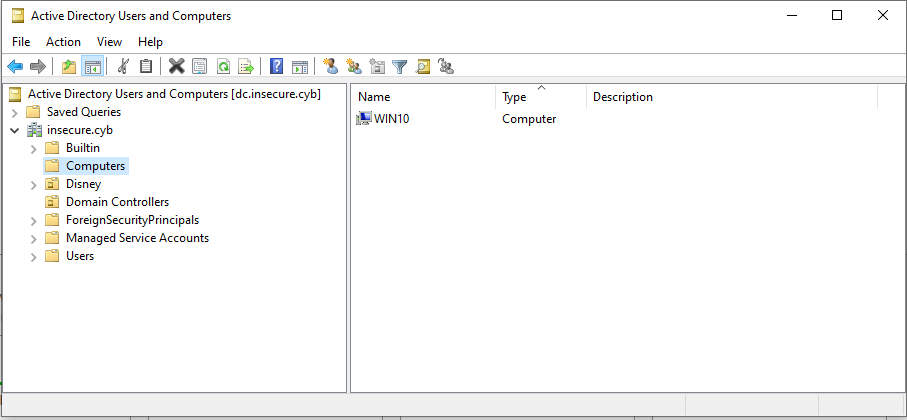 Active Directory Users and Computers
File Action View Help
Active Directory Users and Computers [dc.insecure.cyb]
Saved Queries
insecure.cyb
Builtin
Computers
Disney
Domain Controllers
ForeignSecurityPrincipals
Managed Service Accounts
Users
Name Type Description
WIN10 Computer